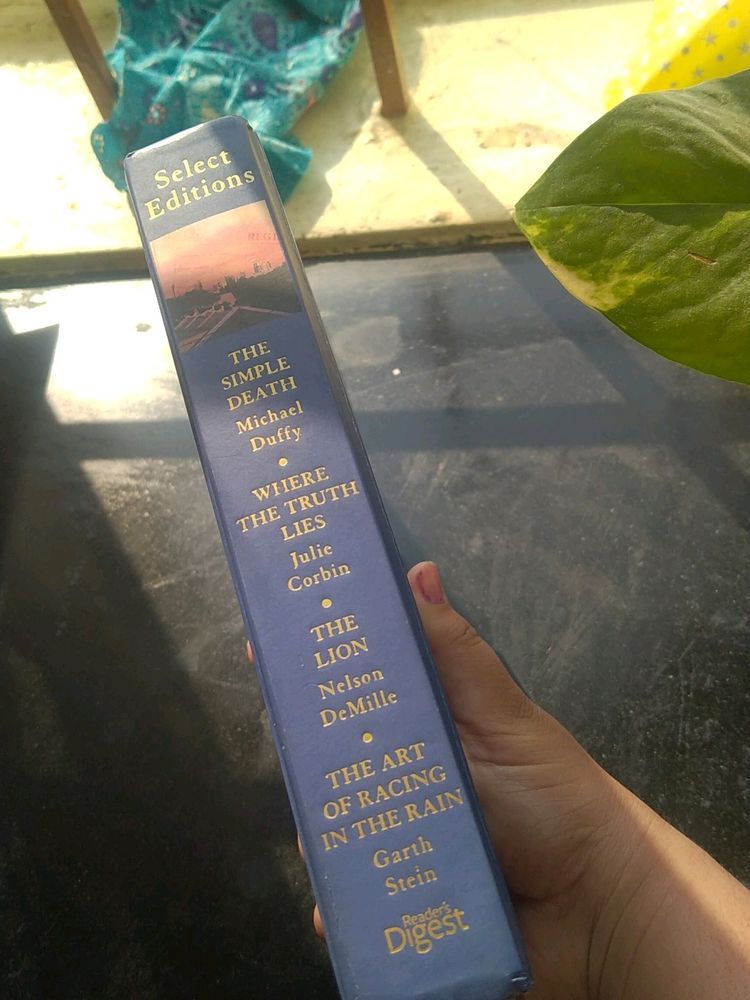 Select
Editions
THE
SIMPLE
DEATH
Michael
Duffy
•
WHERE
THE TRUTH
LIES
Julie
Corbin
•
THE
LION
Nelson
DeMille
•
THE ART
OF RACING
IN THE RAIN
Garth
Stein
Reader's
Digest